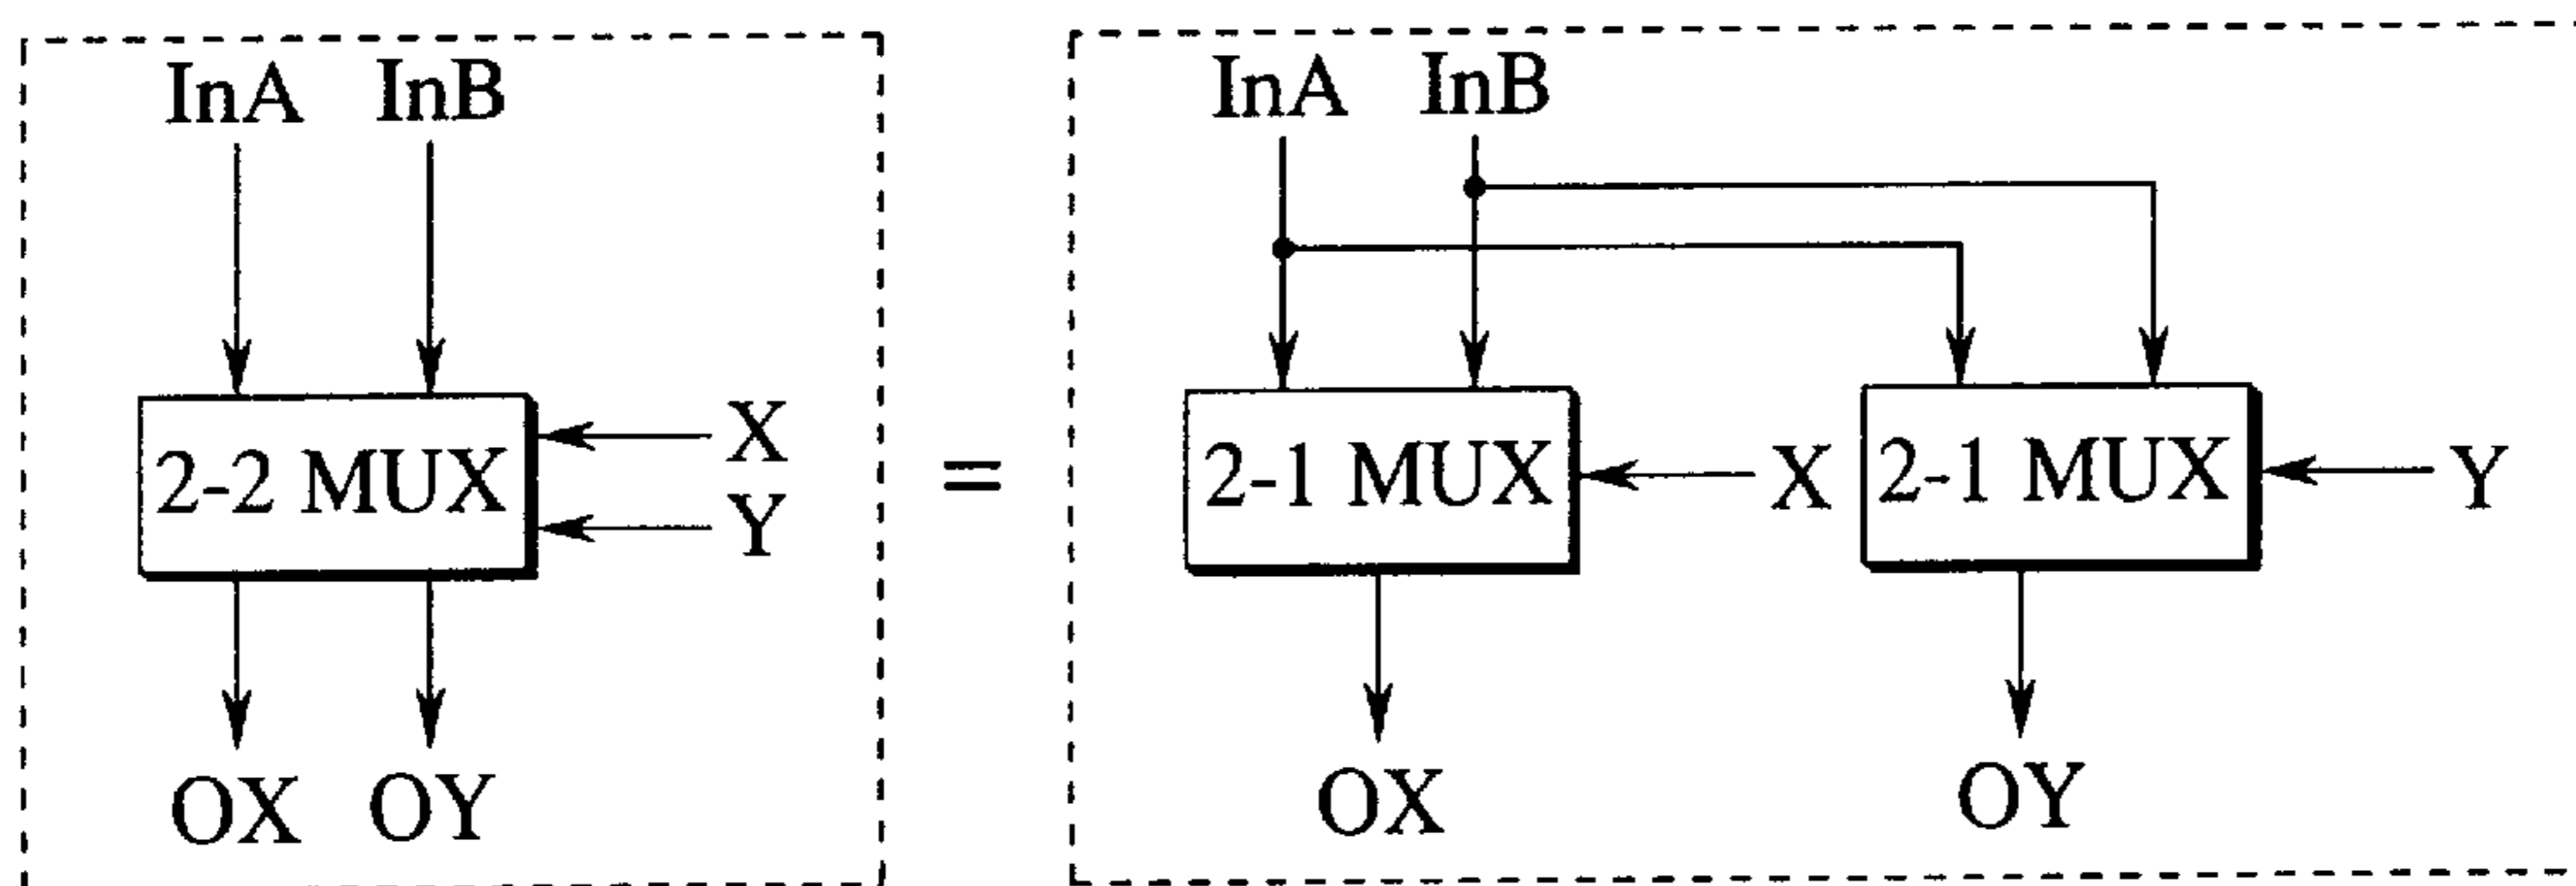 InA InB
2-2 MUX
X
Y
OX OY
=
InA InB
2-1 MUX
X
2-1 MUX
Y
OX
OY